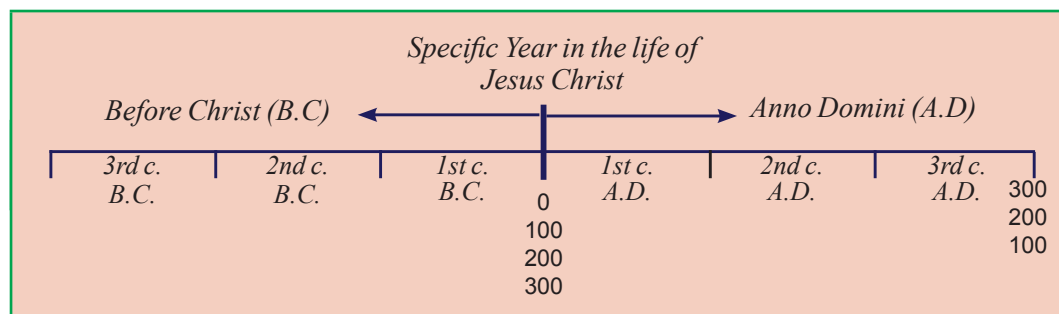 Specific Year in the life of
Jesus Christ
Before Christ (B.C)
Anno Domini (A.D)
3rd c.
B.C.
2nd c.
B.C.
1st c.
B.C.
1st c.
A.D.
2nd c.
A.D.
3rd c.
A.D.
0
100
200
300
300
200
100